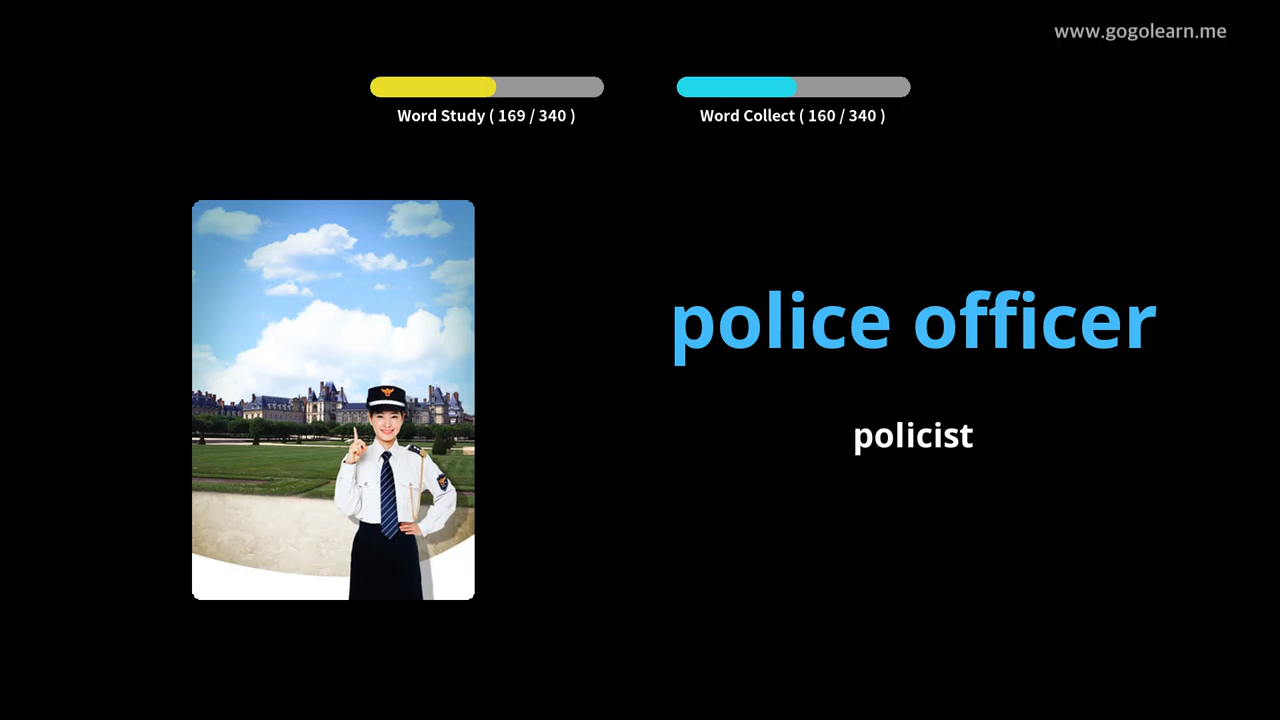 www.gogolearn.me
Word Study ( 169 / 340 )
Word Collect ( 160 / 340 )
police officer
policist